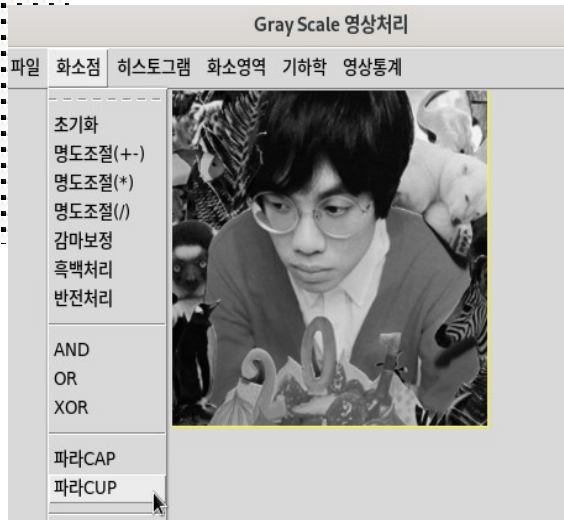 Gray Scale 영상처리
파일 화소점 히스토그램 화소영역 기하학 영상통계
초기화
명도조절(+-)
명도조절(*)
명도조절(/)
감마보정
흑백처리
반전처리
AND
OR
XOR
파라CAP
파라CUP